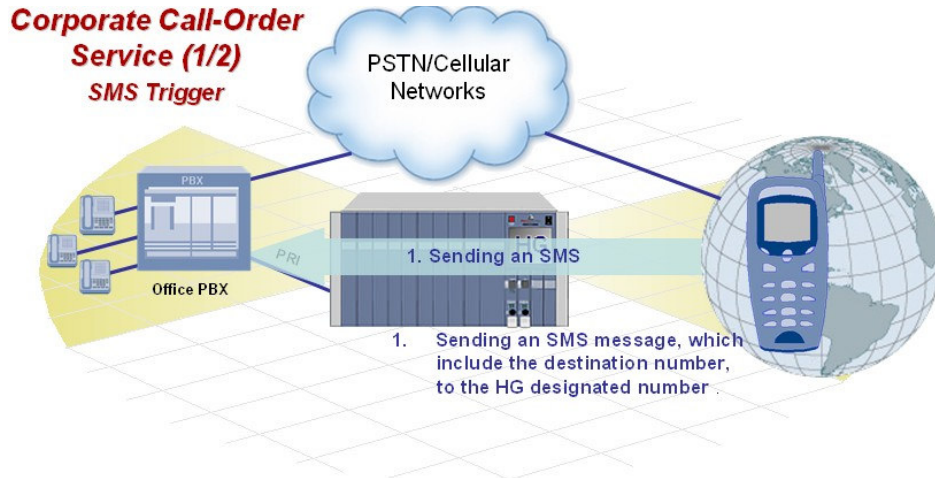 Corporate Call-Order
Service (1/2)
SMS Trigger
PSTN/Cellular
Networks
PBX
HG
PRI
1. Sending an SMS
Office PBX
1. Sending an SMS message, which
include the destination number,
to the HG designated number .